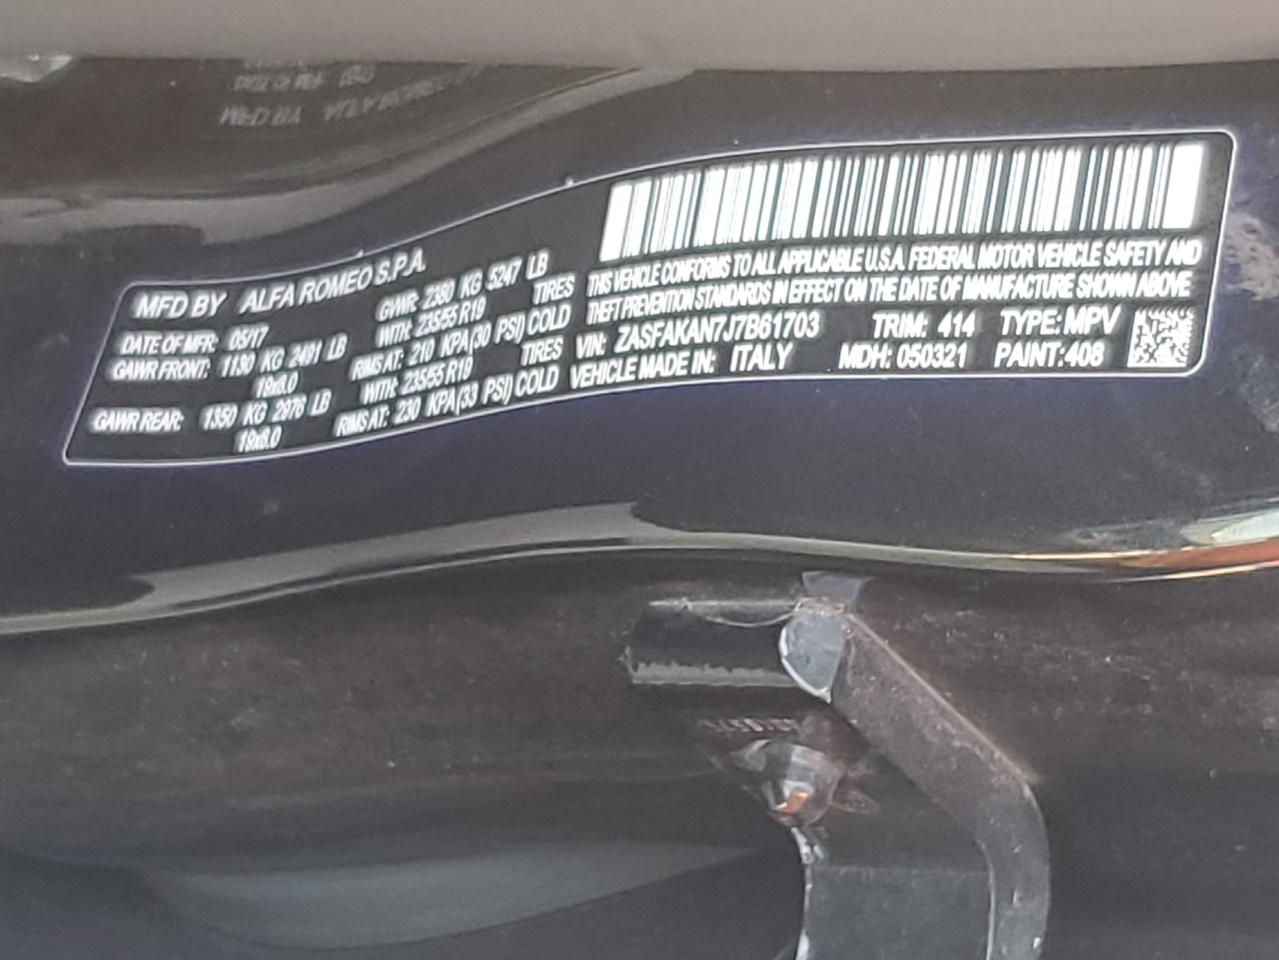 MFD BY ALFA ROMEO S.P.A.
DATE OF MFR: 05/17 GVWR: 2380 KG 5247 LB
GAWR FRONT: 1130 KG 2491 LB WITH: 235/55 R19 TIRES
19x8.0 RIMS AT: 210 KPA(30 PSI) COLD
GAWR REAR: 1350 KG 2976 LB WITH: 235/55 R19 TIRES
19x8.0 RIMS AT: 230 KPA(33 PSI) COLD
THIS VEHICLE CONFORMS TO ALL APPLICABLE U.S.A. FEDERAL MOTOR VEHICLE SAFETY AND
THEFT PREVENTION STANDARDS IN EFFECT ON THE DATE OF MANUFACTURE SHOWN ABOVE
VIN: ZASFAKAN7J7B61703 TRIM: 414 TYPE: MPV
VEHICLE MADE IN: ITALY MDH: 050321 PAINT: 408